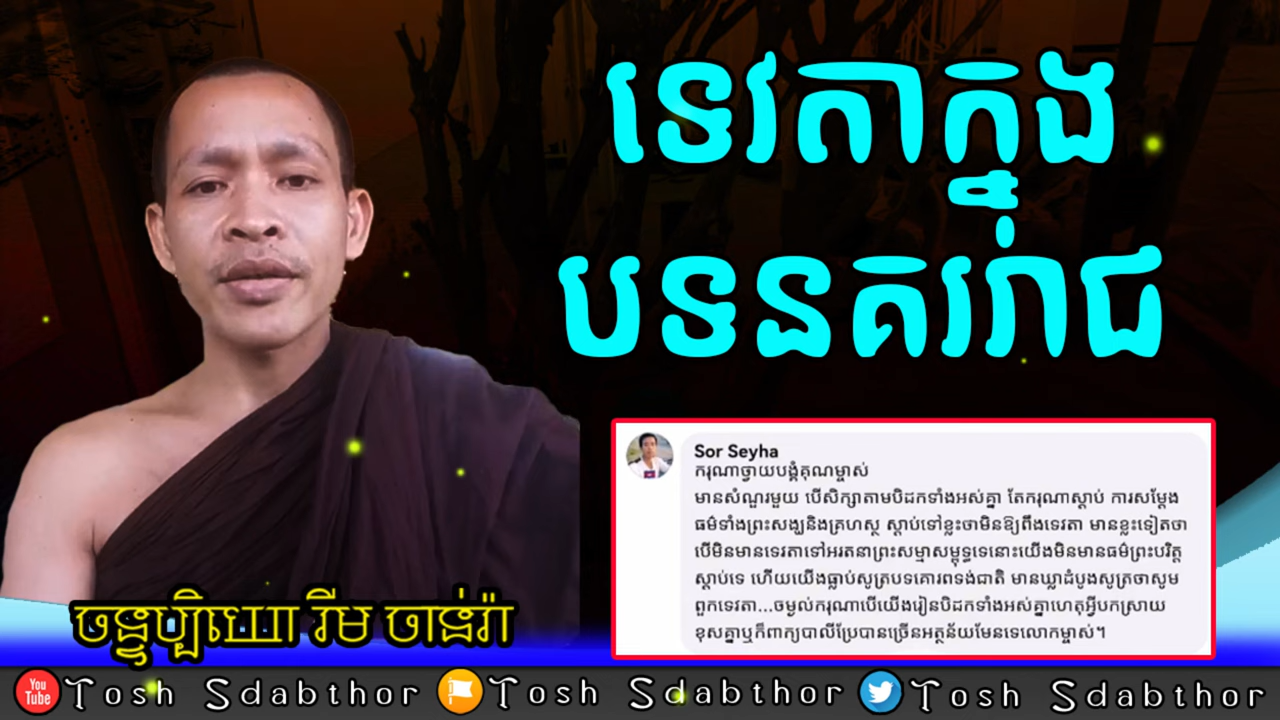 ទេវតាក្នុង
បទនគររាជ
Sor Seyha
ករុណាថ្វាយបង្គំគុណម្ចាស់
មានសំណួរមួយ បើសិក្សាតាមបិដកទាំងអស់គ្នា តែករុណាស្ដាប់ ការសម្ដែង
ធម៌ទាំងព្រះសង្ឃនិងគ្រហស្ថ ស្ដាប់ទៅខ្លះថាមិនឱ្យពឹងទេវតា មានខ្លះទៀតថា
បើមិនមានទេវតាទៅអរតនាព្រះសម្មាសម្ពុទ្ធទេនោះយើងមិនមានធម៌ព្រះបរិត្ត
ស្ដាប់ទេ ហើយយើងធ្លាប់សូត្របទគោរពទង់ជាតិ មានឃ្លាដំបូងសូត្រថាសូម
ពួកទេវតា...ចម្ងល់ករុណាបើយើងរៀនបិដកទាំងអស់គ្នាហេតុអ្វីបកស្រាយ
ខុសគ្នាឬក៏ពាក្យបាលីប្រែបានច្រើនអត្ថន័យមែនទេលោកម្ចាស់។
ចន្ទប្បិយោ រីម ចាន់រ៉ា
You
Tube
Tosh Sdabthor
Tosh Sdabthor
Tosh Sdabthor